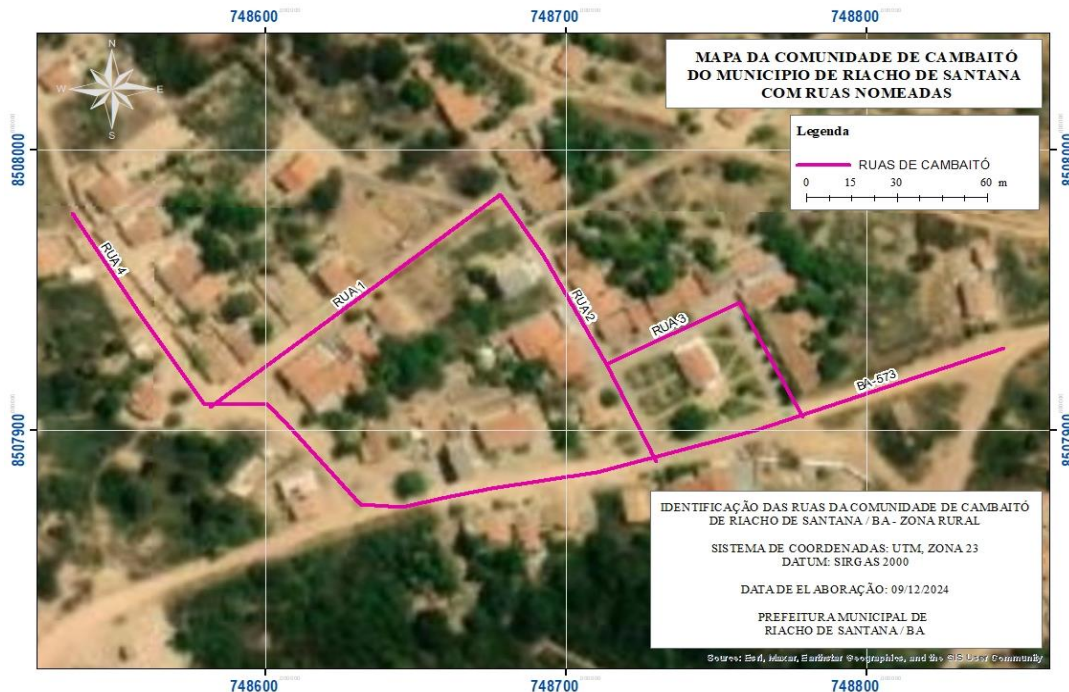 748600
748700
748800
N
W
E
S
MAPA DA COMUNIDADE DE CAMBAITÓ
DO MUNICIPIO DE RIACHO DE SANTANA
COM RUAS NOMEADAS
Legenda
RUAS DE CAMBAITÓ
0 15 30 60 m
8508000
8508000
RUA 4
RUA 1
RUA 2
RUA 3
BA-573
8507900
8507900
IDENTIFICAÇÃO DAS RUAS DA COMUNIDADE DE CAMBAITÓ
DE RIACHO DE SANTANA / BA - ZONA RURAL
SISTEMA DE COORDENADAS: UTM, ZONA 23
DATUM: SIRGAS 2000
DATA DE ELABORAÇÃO: 09/12/2024
PREFEITURA MUNICIPAL DE
RIACHO DE SANTANA / BA
Source: Esri, Maxar, Earthstar Geographics, and the GIS User Community
748600
748700
748800